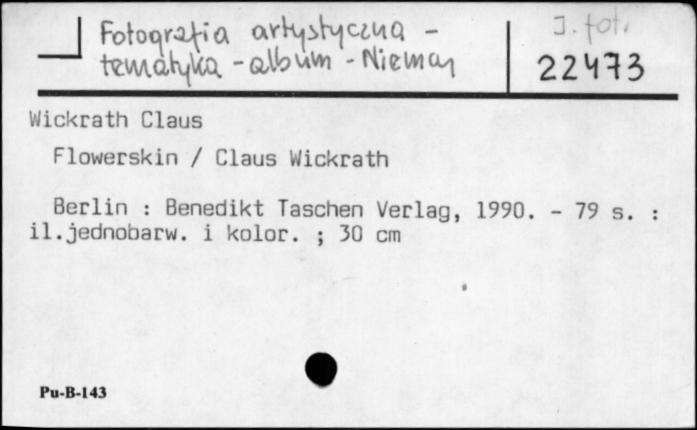 Fotografia artystyczna -
tematyka - album - Niemcy
J. fot.
22473
Wickrath Claus
Flowerskin / Claus Wickrath
Berlin : Benedikt Taschen Verlag, 1990. - 79 s. :
il.jednobarw. i kolor. ; 30 cm
Pu-B-143